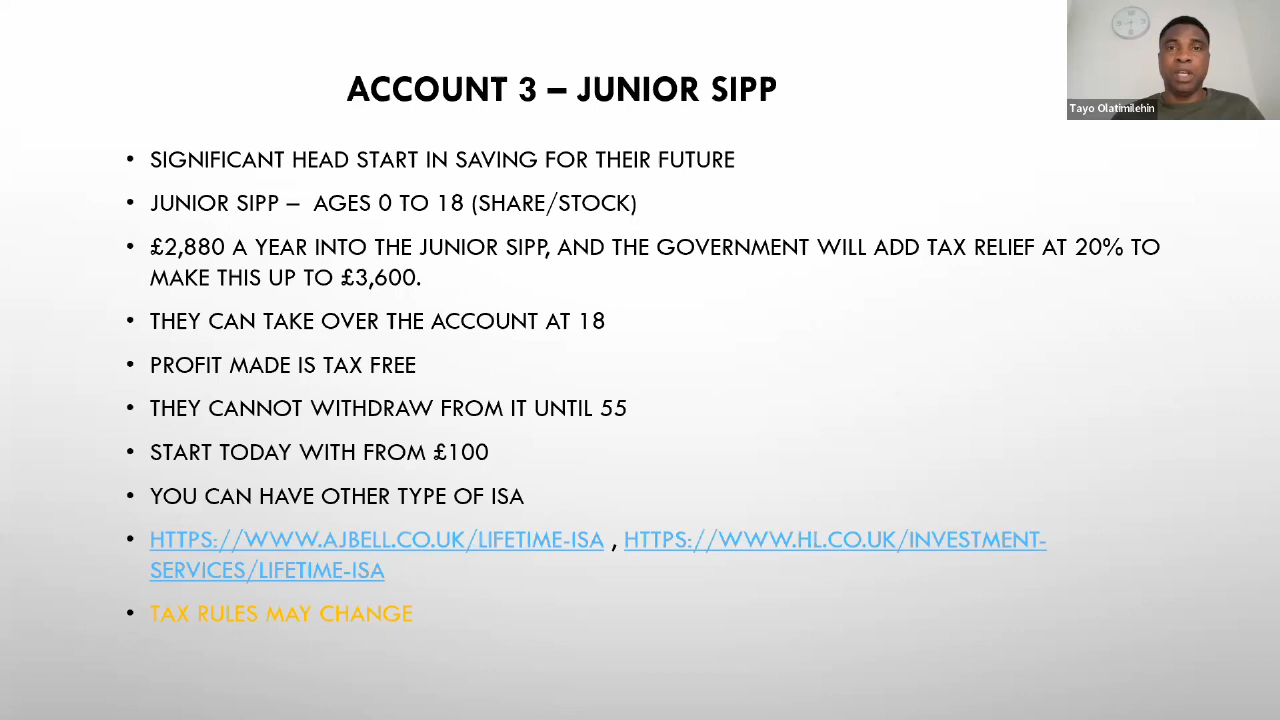 ACCOUNT 3 – JUNIOR SIPP
Tayo Olatimilehin
• SIGNIFICANT HEAD START IN SAVING FOR THEIR FUTURE
• JUNIOR SIPP – AGES 0 TO 18 (SHARE/STOCK)
• £2,880 A YEAR INTO THE JUNIOR SIPP, AND THE GOVERNMENT WILL ADD TAX RELIEF AT 20% TO
MAKE THIS UP TO £3,600.
• THEY CAN TAKE OVER THE ACCOUNT AT 18
• PROFIT MADE IS TAX FREE
• THEY CANNOT WITHDRAW FROM IT UNTIL 55
• START TODAY WITH FROM £100
• YOU CAN HAVE OTHER TYPE OF ISA
• HTTPS://WWW.AJBELL.CO.UK/LIFETIME-ISA , HTTPS://WWW.HL.CO.UK/INVESTMENT-
SERVICES/LIFETIME-ISA
• TAX RULES MAY CHANGE